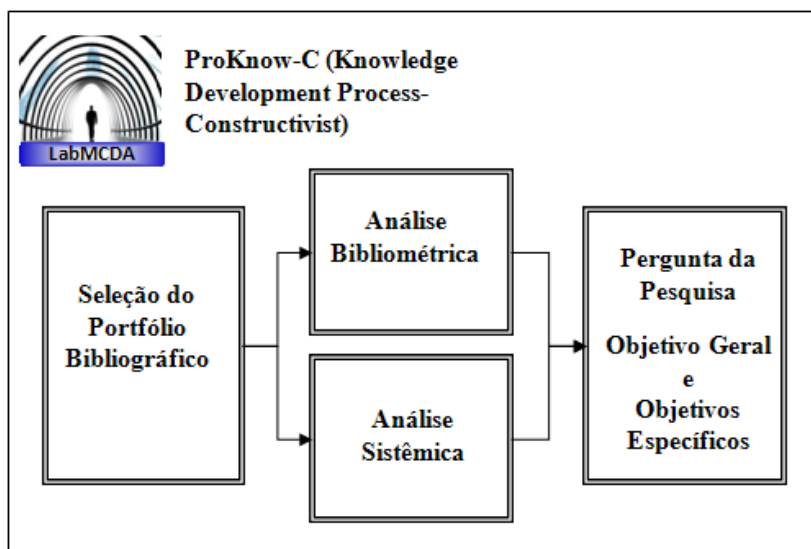 ProKnow-C (Knowledge
Development Process-
Constructivist)
LabMCDA
Seleção do
Portfólio
Bibliográfico
Análise
Bibliométrica
Análise
Sistêmica
Pergunta da
Pesquisa
Objetivo Geral
e
Objetivos
Específicos